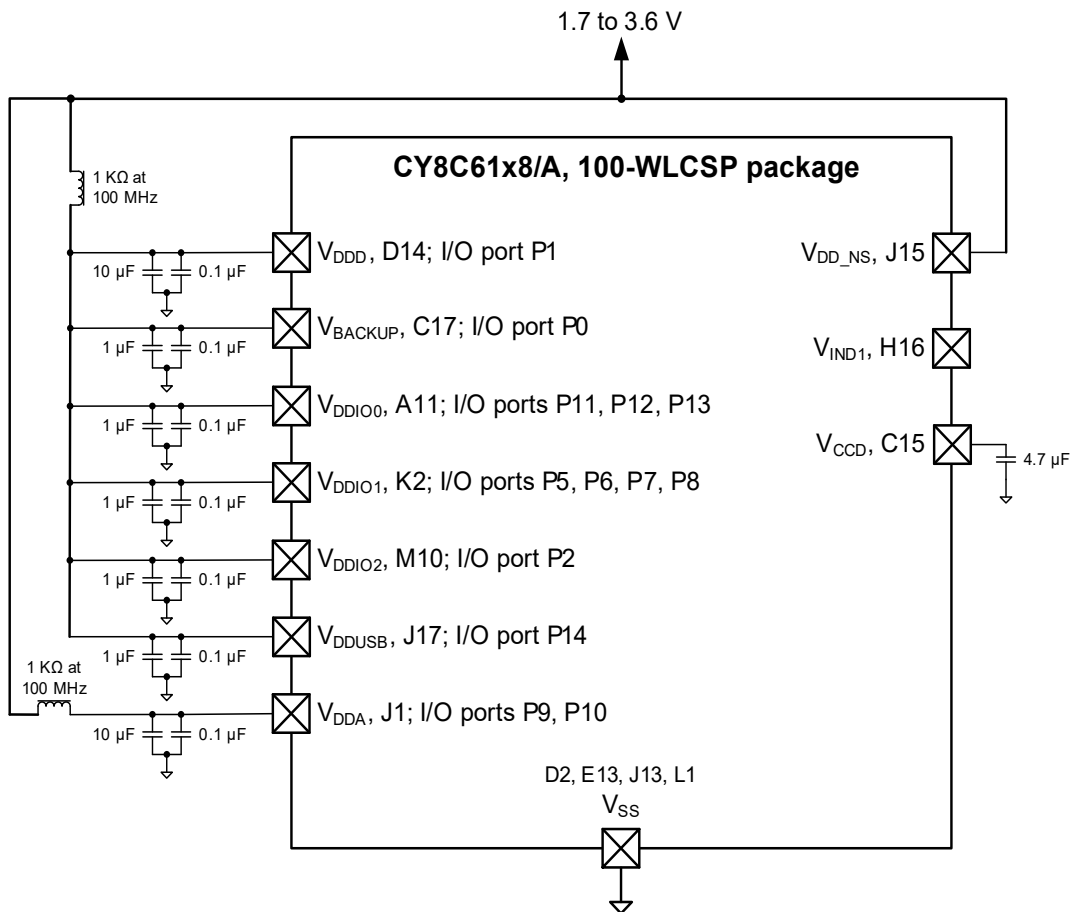 1.7 to 3.6 V
CY8C61x8/A, 100-WLCSP package
1 KΩ at
100 MHz
VDDD, D14; I/O port P1
VDD_NS, J15
10 µF
0.1 µF
VBACKUP, C17; I/O port P0
VIND1, H16
1 µF
0.1 µF
VDDIO0, A11; I/O ports P11, P12, P13
VCCD, C15
1 µF
0.1 µF
4.7 µF
VDDIO1, K2; I/O ports P5, P6, P7, P8
1 µF
0.1 µF
VDDIO2, M10; I/O port P2
1 µF
0.1 µF
VDDUSB, J17; I/O port P14
1 µF
0.1 µF
1 KΩ at
100 MHz
VDDA, J1; I/O ports P9, P10
10 µF
0.1 µF
D2, E13, J13, L1
VSS